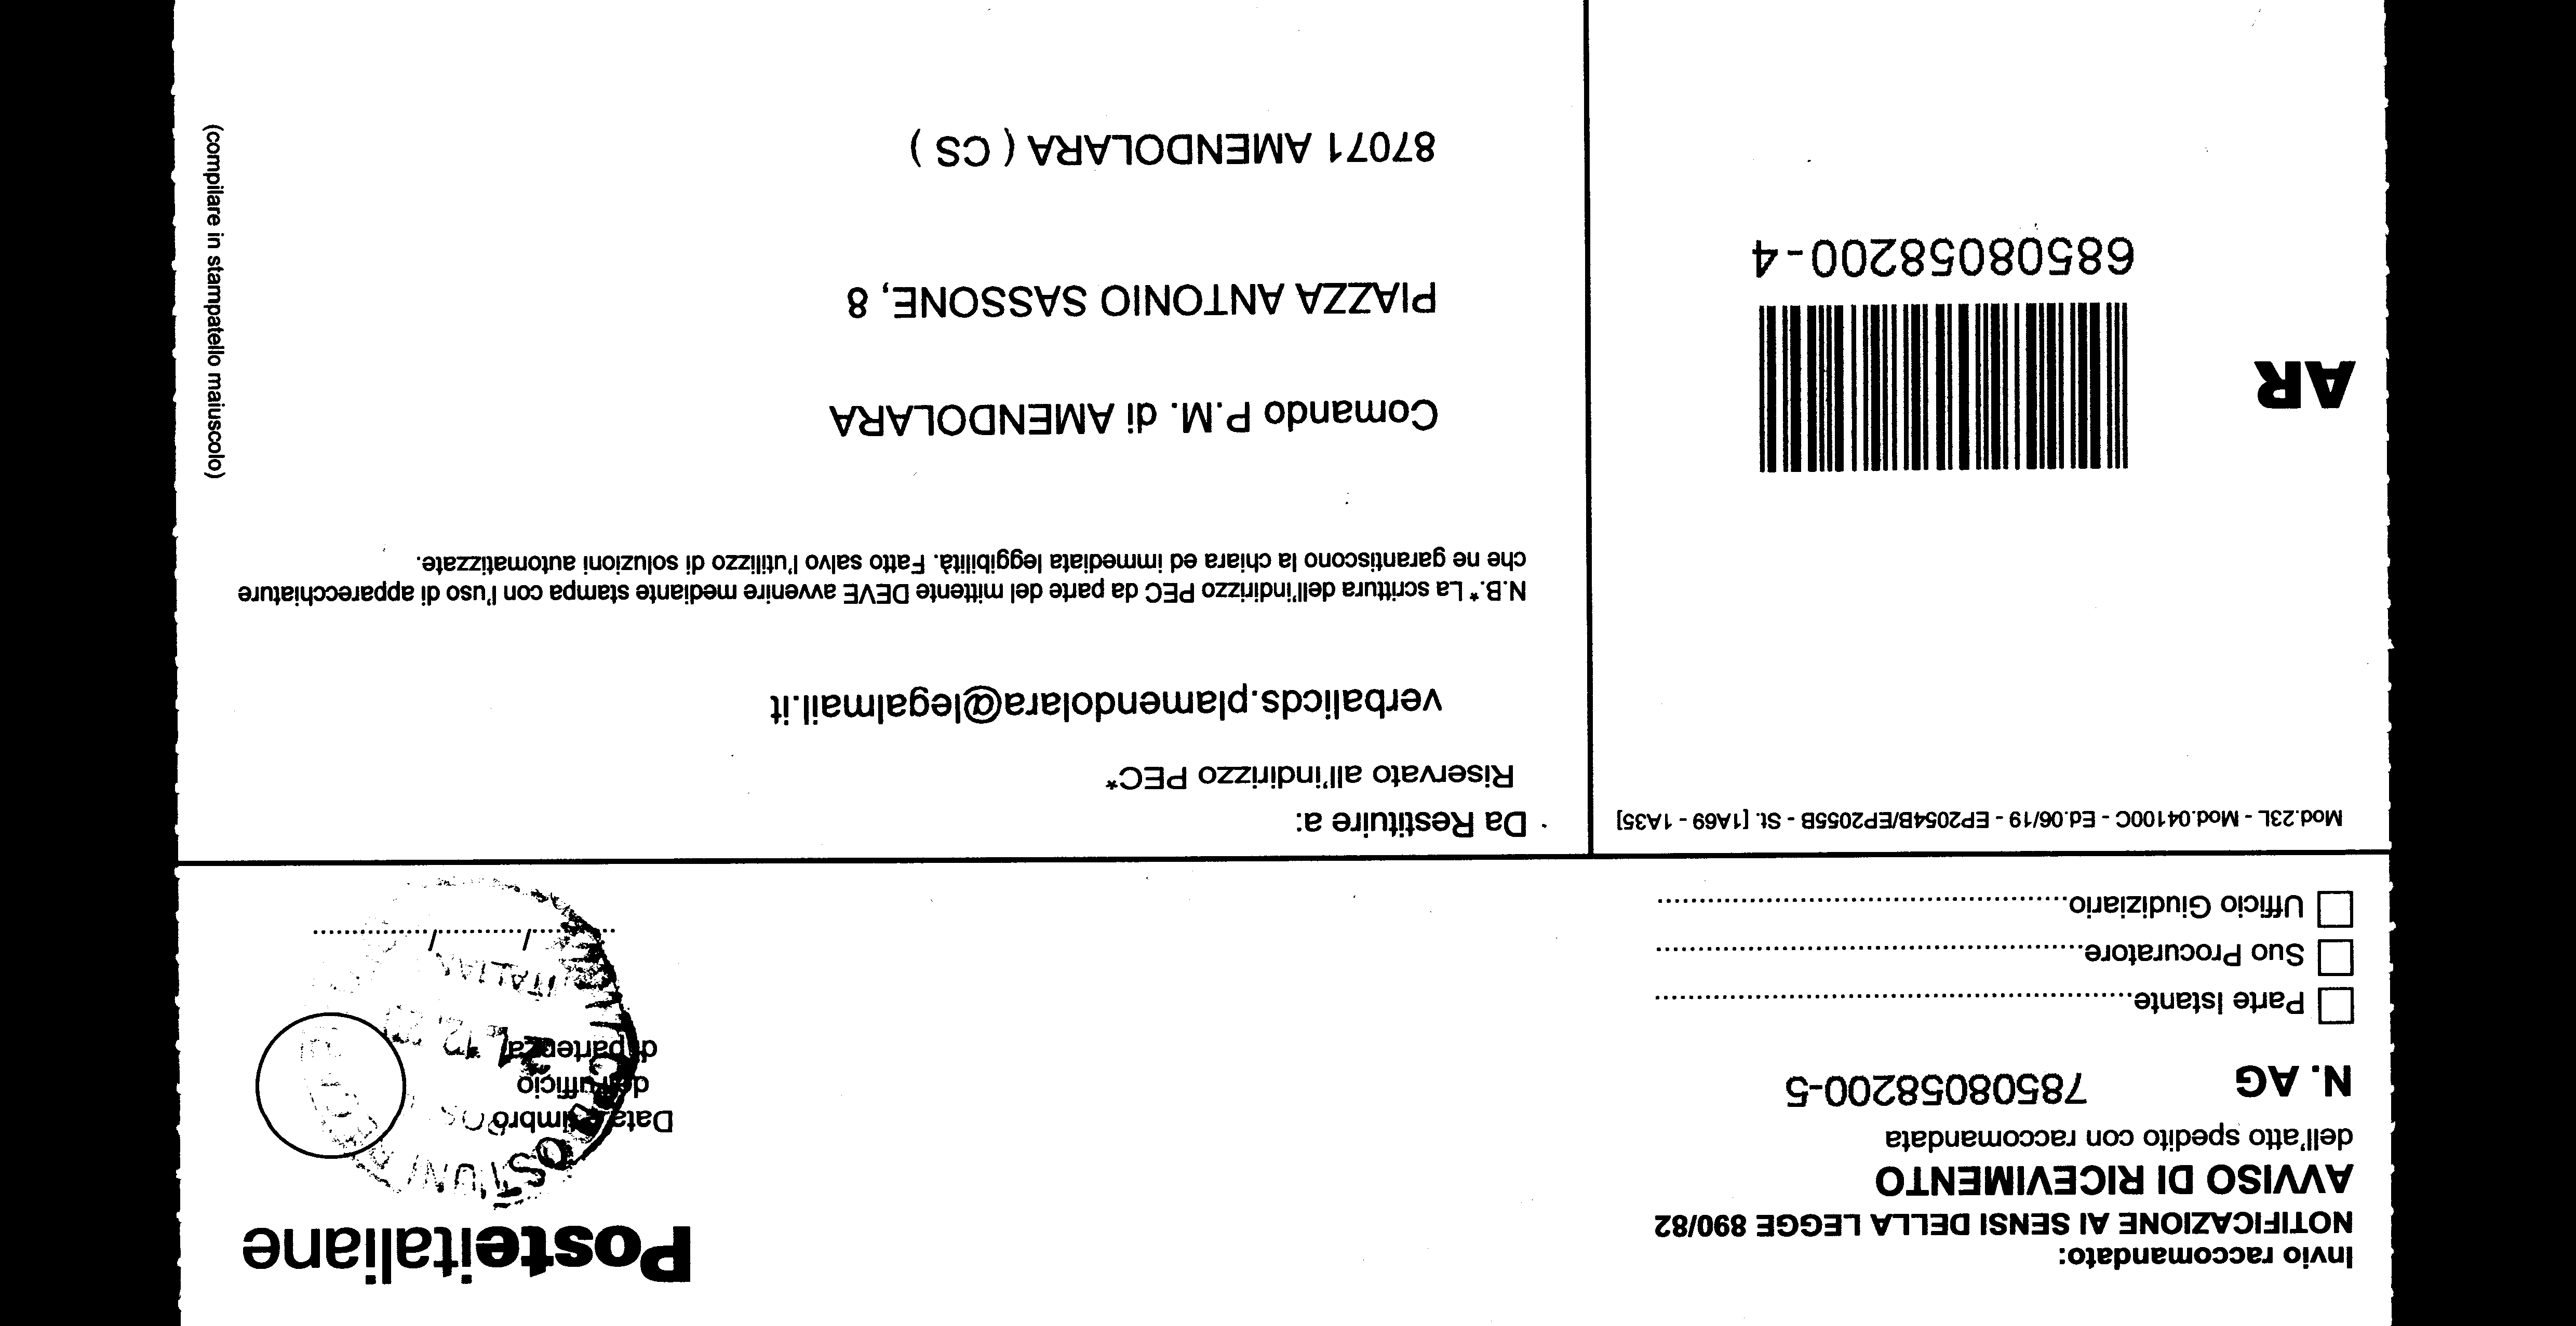 Invio raccomandato:
NOTIFICAZIONE AI SENSI DELLA LEGGE 890/82
AVVISO DI RICEVIMENTO
dell'atto spedito con raccomandata
N. AG 78508058200-5
Parte Istante
Suo Procuratore
Ufficio Giudiziario
Posteitaliane
Data
dell'ufficio
di partenza
Mod.23L - Mod.04100C - Ed.06/19 - EP2054B/EP2055B - St. [1A69 - 1A35]
AR
68508058200-4
Da Restituire a:
Riservato all'indirizzo PEC*
verbalicds.plamendolara@legalmail.it
N.B.* La scrittura dell'indirizzo PEC da parte del mittente DEVE avvenire mediante stampa con l'uso di apparecchiature
che ne garantiscono la chiara ed immediata leggibilità. Fatto salvo l'utilizzo di soluzioni automatizzate.
Comando P.M. di AMENDOLARA
PIAZZA ANTONIO SASSONE, 8
87071 AMENDOLARA ( CS )
(compilare in stampatello maiuscolo)